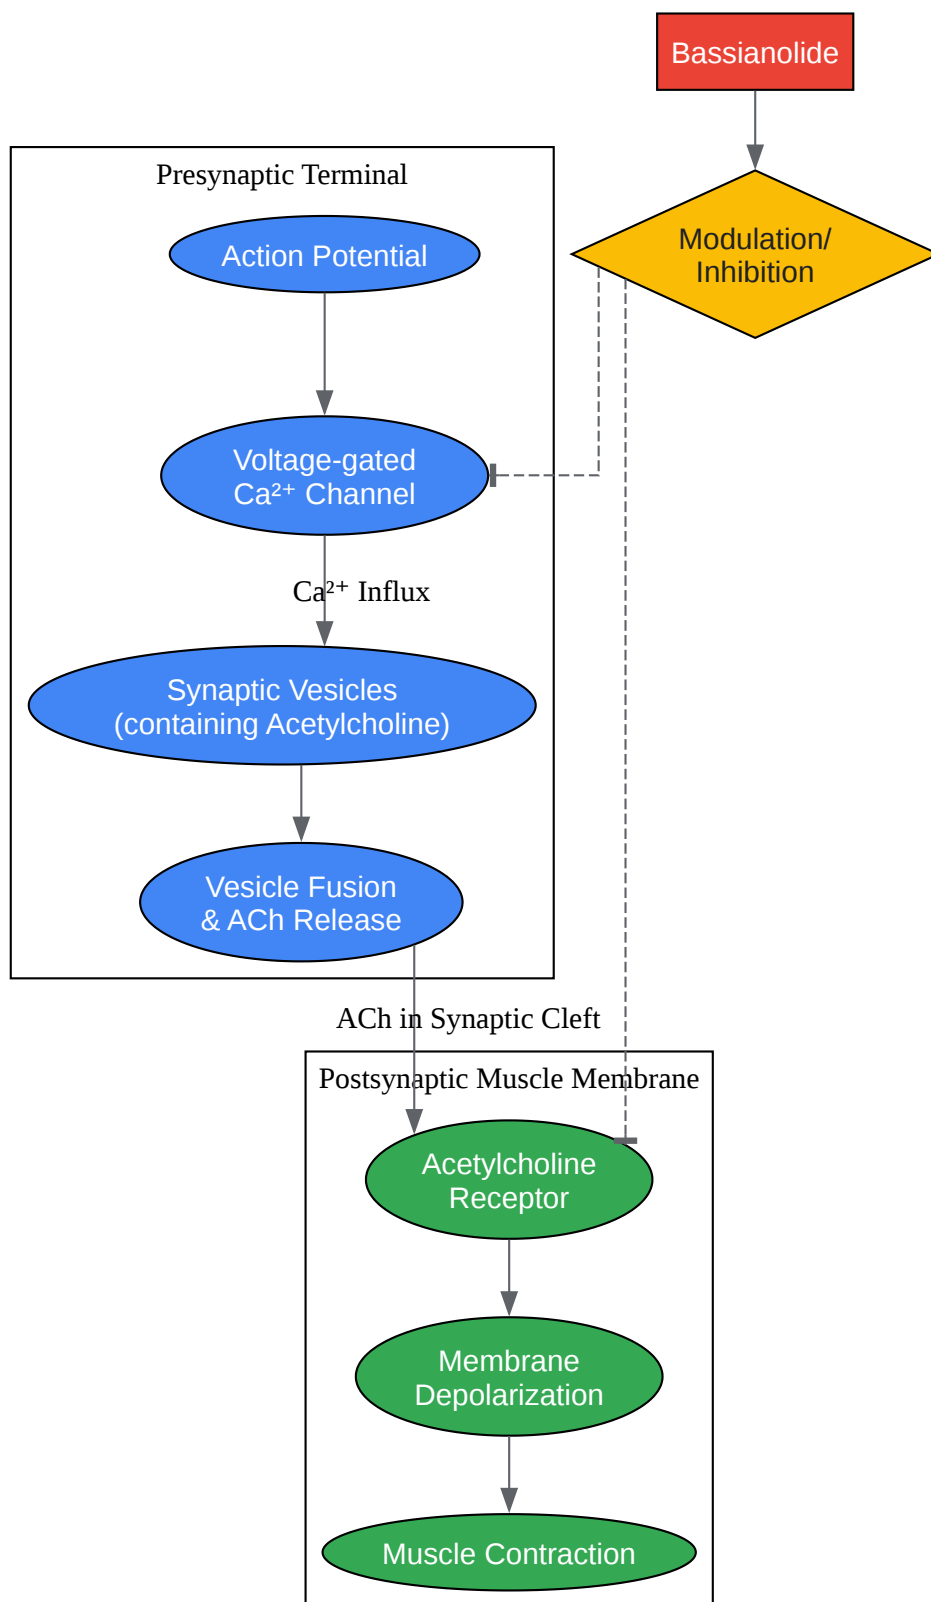 Bassianolide
Presynaptic Terminal
Action Potential
Modulation/
Inhibition
Voltage-gated
Ca²⁺ Channel
Ca²⁺ Influx
Synaptic Vesicles
(containing Acetylcholine)
Vesicle Fusion
& ACh Release
ACh in Synaptic Cleft
Postsynaptic Muscle Membrane
Acetylcholine
Receptor
Membrane
Depolarization
Muscle Contraction